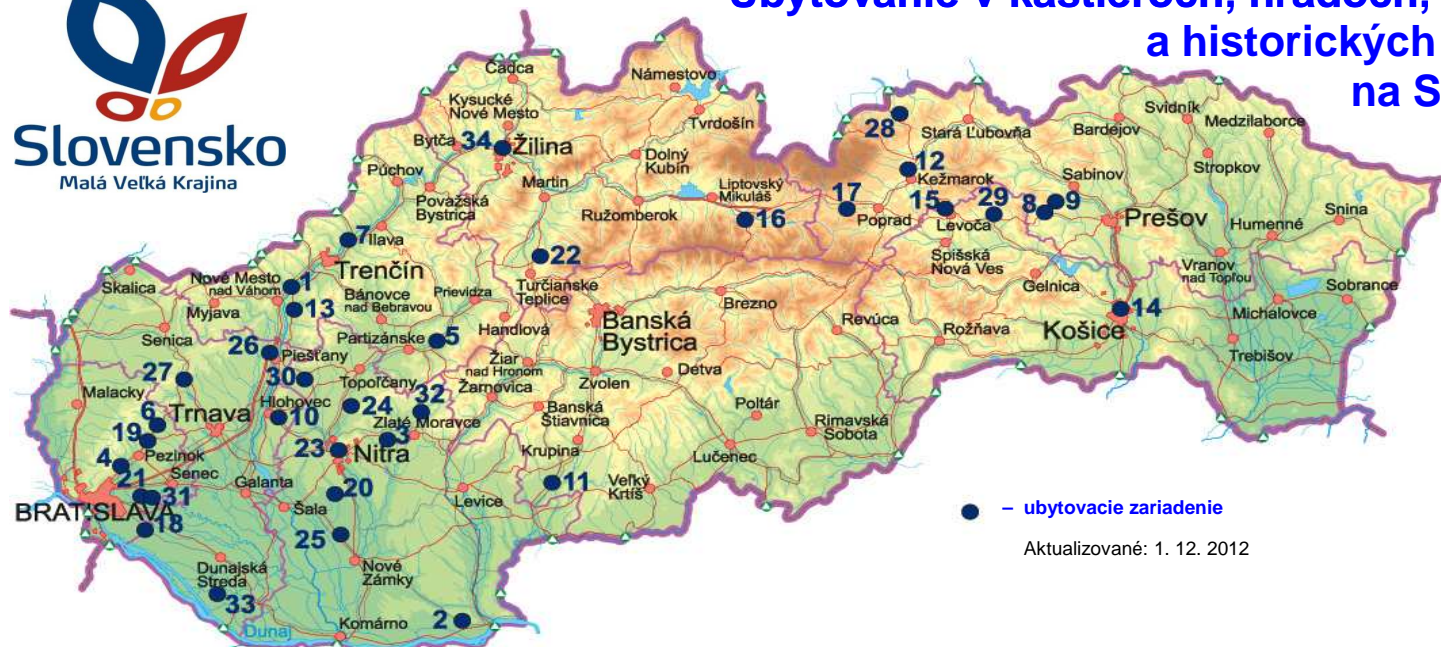 Ubytovanie v kaštieľoch, hradoch,
a historických
na S
Slovensko
Malá Veľká Krajina
Čadca
Námestovo
Kysucké
Nové Mesto
Tvrdošín
Svidník
Medzilaborce
28
Stará Ľubovňa
Bardejov
Bytča
34
Žilina
Dolný
Kubín
Stropkov
12
Kežmarok
Púchov
Martin
Liptovský
Mikuláš
17
Sabinov
Považská
Bystrica
Ružomberok
16
Poprad
15
Levoča
29
8
9
Prešov
Humenné
Snina
7
Ilava
22
Spišská
Nová Ves
Trenčín
Skalica
Nové Mesto
nad Váhom
1
Bánovce
nad Bebravou
Prievidza
Turčianske
Teplice
Brezno
Gelnica
Vranov
nad Topľou
Sobrance
Myjava
13
Handlová
Banská
Bystrica
Revúca
Rožňava
Košice
14
Michalovce
Senica
Partizánske
5
26
Piešťany
Žiar
nad Hronom
Trebišov
27
30
Topoľčany
Žarnovica
Zvolen
Detva
Malacky
Hlohovec
10
24
32
Zlaté Moravce
Banská
Štiavnica
Poltár
Rimavská
Sobota
6
Trnava
19
Pezinok
23
Nitra
3
Krupina
Lučenec
4
Senec
21
31
Galanta
20
Levice
11
Veľký
Krtíš
BRATISLAVA
18
Šaľa
25
– ubytovacie zariadenie
Aktualizované: 1. 12. 2012
Dunajská
Streda
33
Nové
Zámky
Dunaj
Komárno
2